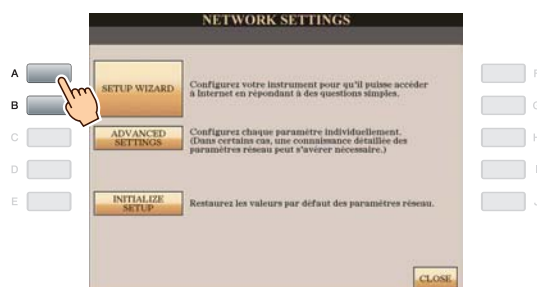 NETWORK SETTINGS
A
B
C
D
E
SETUP WIZARD
Configurez votre instrument pour qu'il puisse accéder
à Internet en répondant à des questions simples.
ADVANCED
SETTINGS
Configurez chaque paramètre individuellement.
(Dans certains cas, une connaissance détaillée des
paramètres réseau peut s'avérer nécessaire.)
INITIALIZE
SETUP
Restaurez les valeurs par défaut des paramètres réseau.
CLOSE